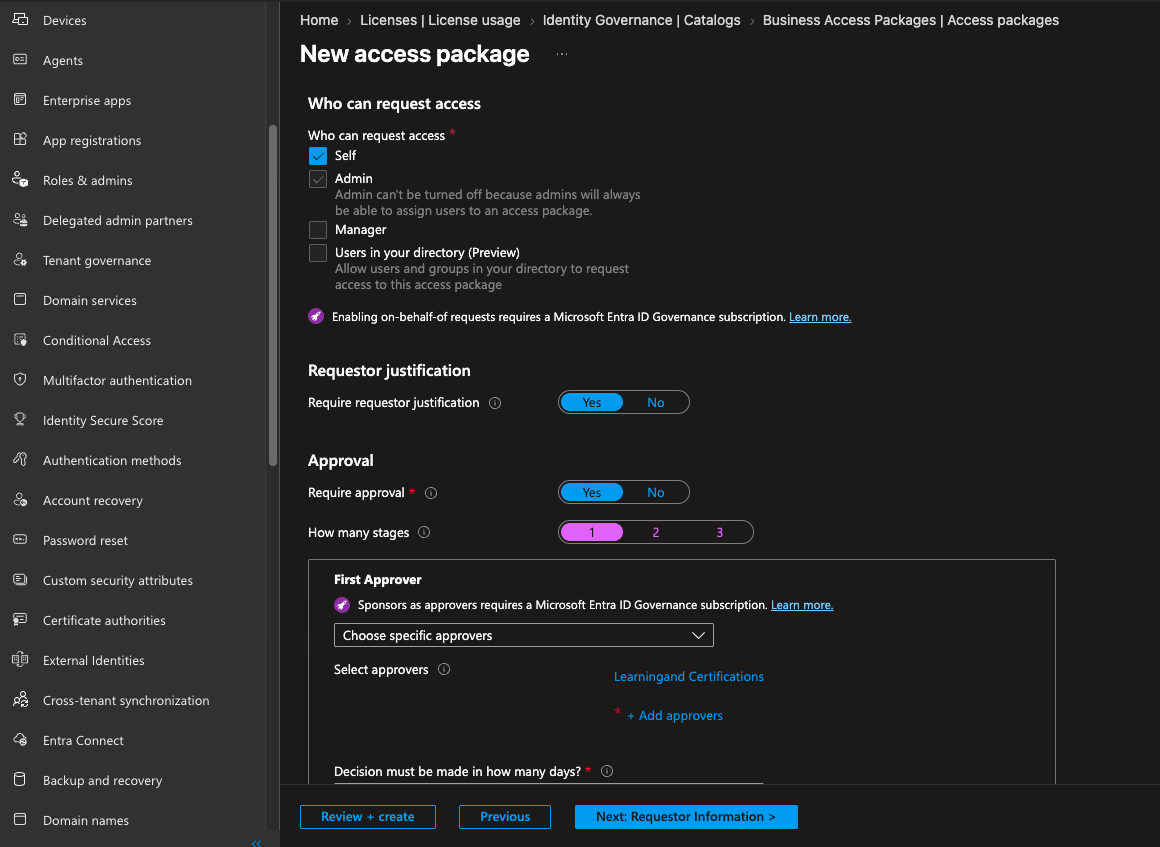 Devices
Agents
Enterprise apps
App registrations
Roles & admins
Delegated admin partners
Tenant governance
Domain services
Conditional Access
Multifactor authentication
Identity Secure Score
Authentication methods
Account recovery
Password reset
Custom security attributes
Certificate authorities
External Identities
Cross-tenant synchronization
Entra Connect
Backup and recovery
Domain names
Home > Licenses | License usage > Identity Governance | Catalogs > Business Access Packages | Access packages
New access package ...
Who can request access
Who can request access *
Self
Admin
Admin can't be turned off because admins will always
be able to assign users to an access package.
Manager
Users in your directory (Preview)
Allow users and groups in your directory to request
access to this access package
Enabling on-behalf-of requests requires a Microsoft Entra ID Governance subscription. Learn more.
Requestor justification
Require requestor justification Yes No
Approval
Require approval * Yes No
How many stages 1 2 3
First Approver
Sponsors as approvers requires a Microsoft Entra ID Governance subscription. Learn more.
Choose specific approvers
Select approvers
Learningand Certifications
* + Add approvers
Decision must be made in how many days? *
Review + create Previous Next: Requestor Information >